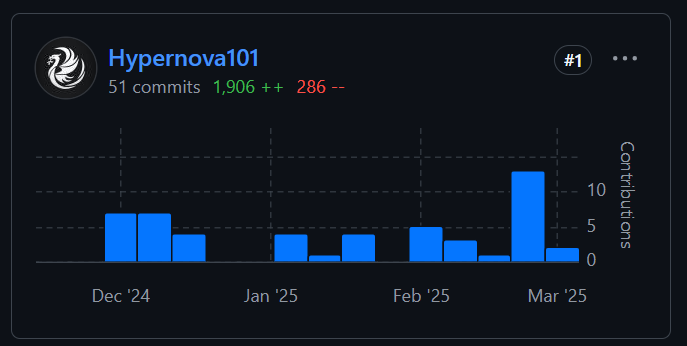 Hypernova101
#1
51 commits 1,906 ++ 286 --
Contributions
10
5
0
Dec '24 Jan '25 Feb '25 Mar '25